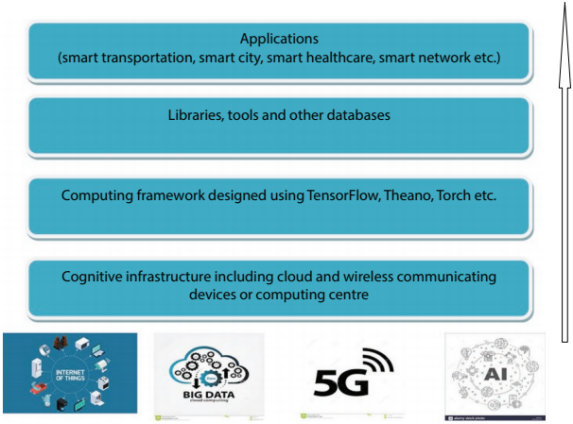 Applications
(smart transportation, smart city, smart healthcare, smart network etc.)
Libraries, tools and other databases
Computing framework designed using TensorFlow, Theano, Torch etc.
Cognitive infrastructure including cloud and wireless communicating
devices or computing centre
INTERNET
OF THINGS
BIG DATA
cloud computing
5G
AI